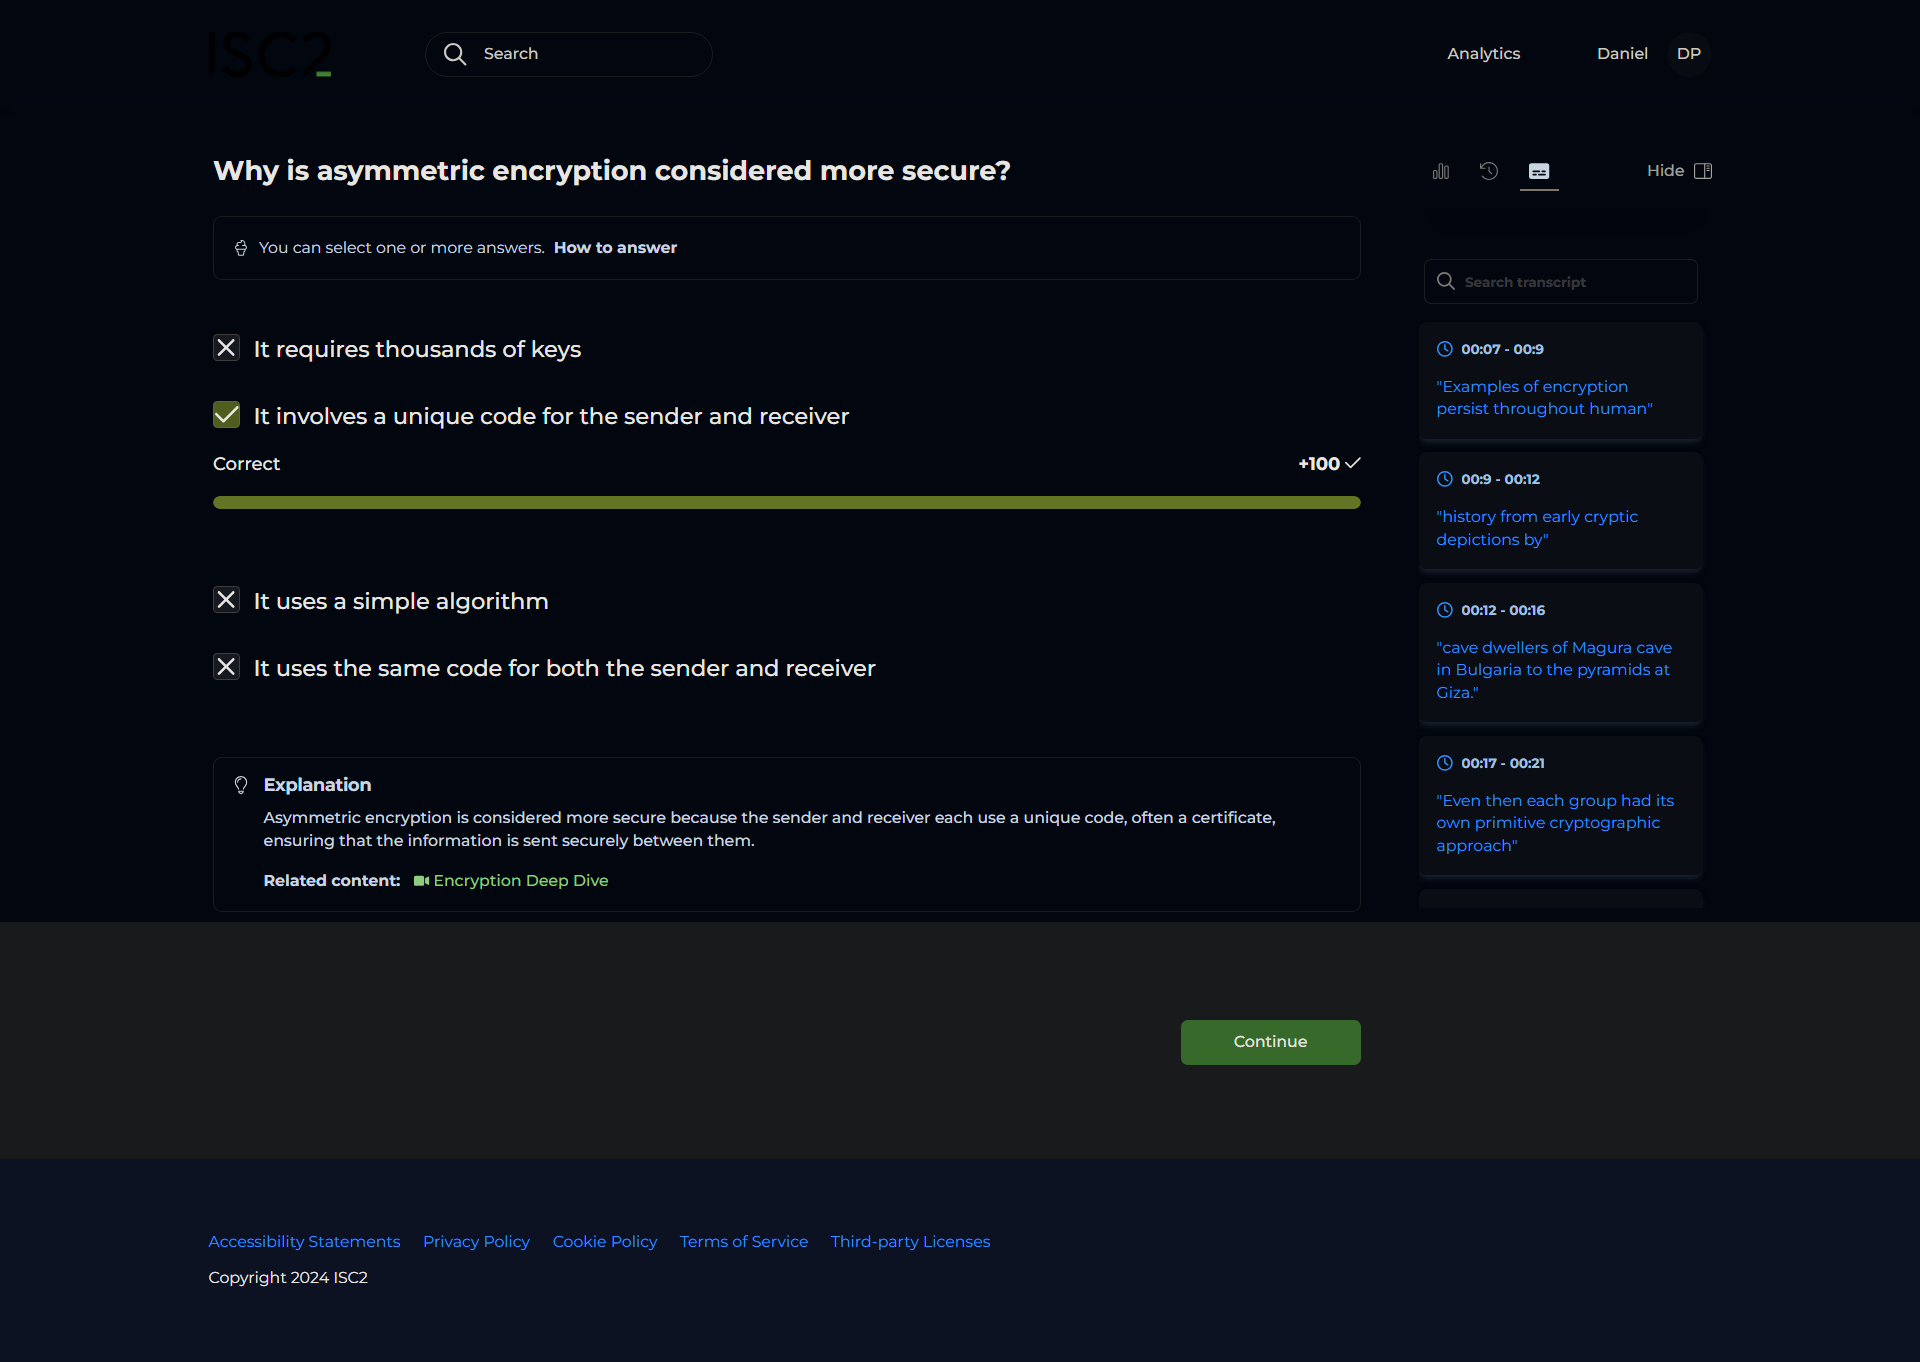 ISC2
Search
Analytics
Daniel
DP
Why is asymmetric encryption considered more secure?
Hide
You can select one or more answers. How to answer
Search transcript
It requires thousands of keys
It involves a unique code for the sender and receiver
Correct
+100
It uses a simple algorithm
It uses the same code for both the sender and receiver
Explanation
Asymmetric encryption is considered more secure because the sender and receiver each use a unique code, often a certificate,
ensuring that the information is sent securely between them.
Related content: Encryption Deep Dive
00:07 - 00:9
"Examples of encryption
persist throughout human"
00:9 - 00:12
"history from early cryptic
depictions by"
00:12 - 00:16
"cave dwellers of Magura cave
in Bulgaria to the pyramids at
Giza."
00:17 - 00:21
"Even then each group had its
own primitive cryptographic
approach"
Continue
Accessibility Statements
Privacy Policy
Cookie Policy
Terms of Service
Third-party Licenses
Copyright 2024 ISC2